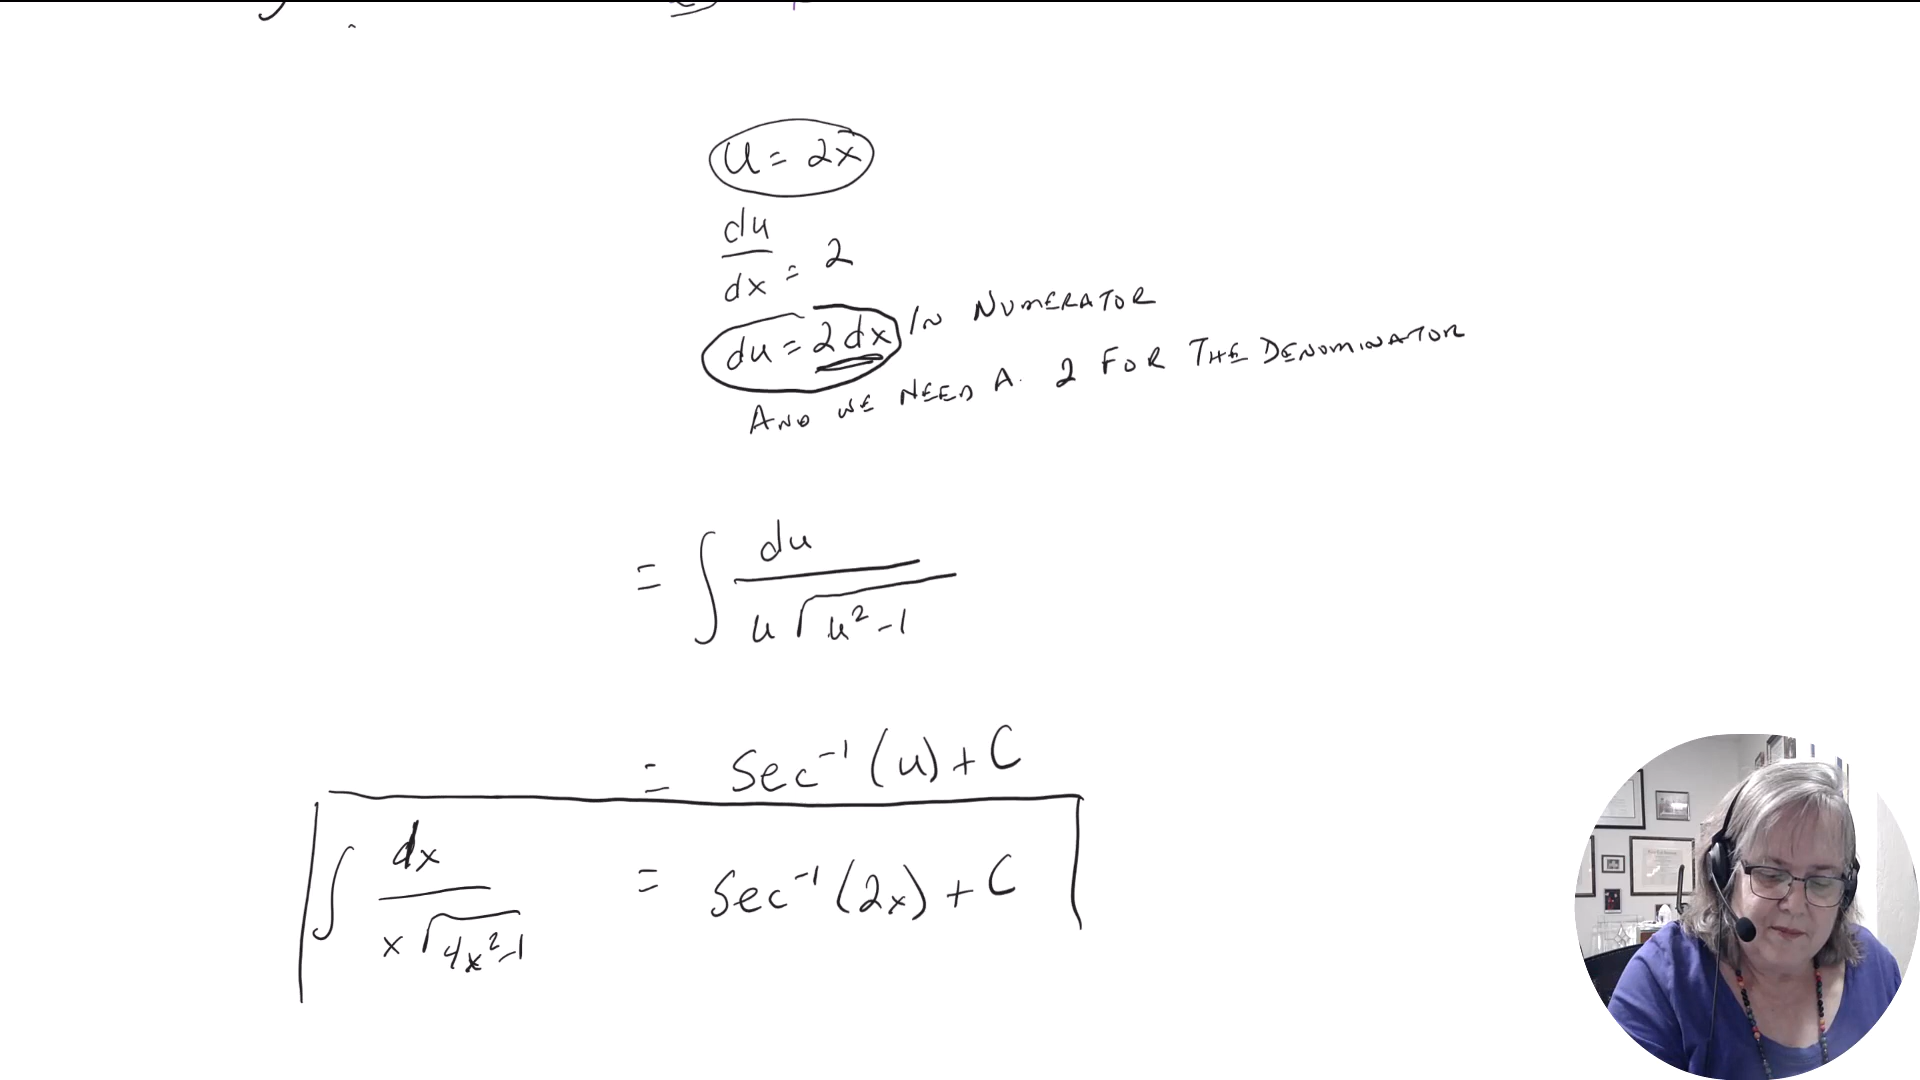 u = 2x
du/dx = 2
du = 2dx IN NUMERATOR
AND WE NEED A 2 FOR THE DENOMINATOR
= ∫ du / (u √(u² - 1))
= Sec⁻¹(u) + C
∫ dx / (x √(4x² - 1)) = Sec⁻¹(2x) + C